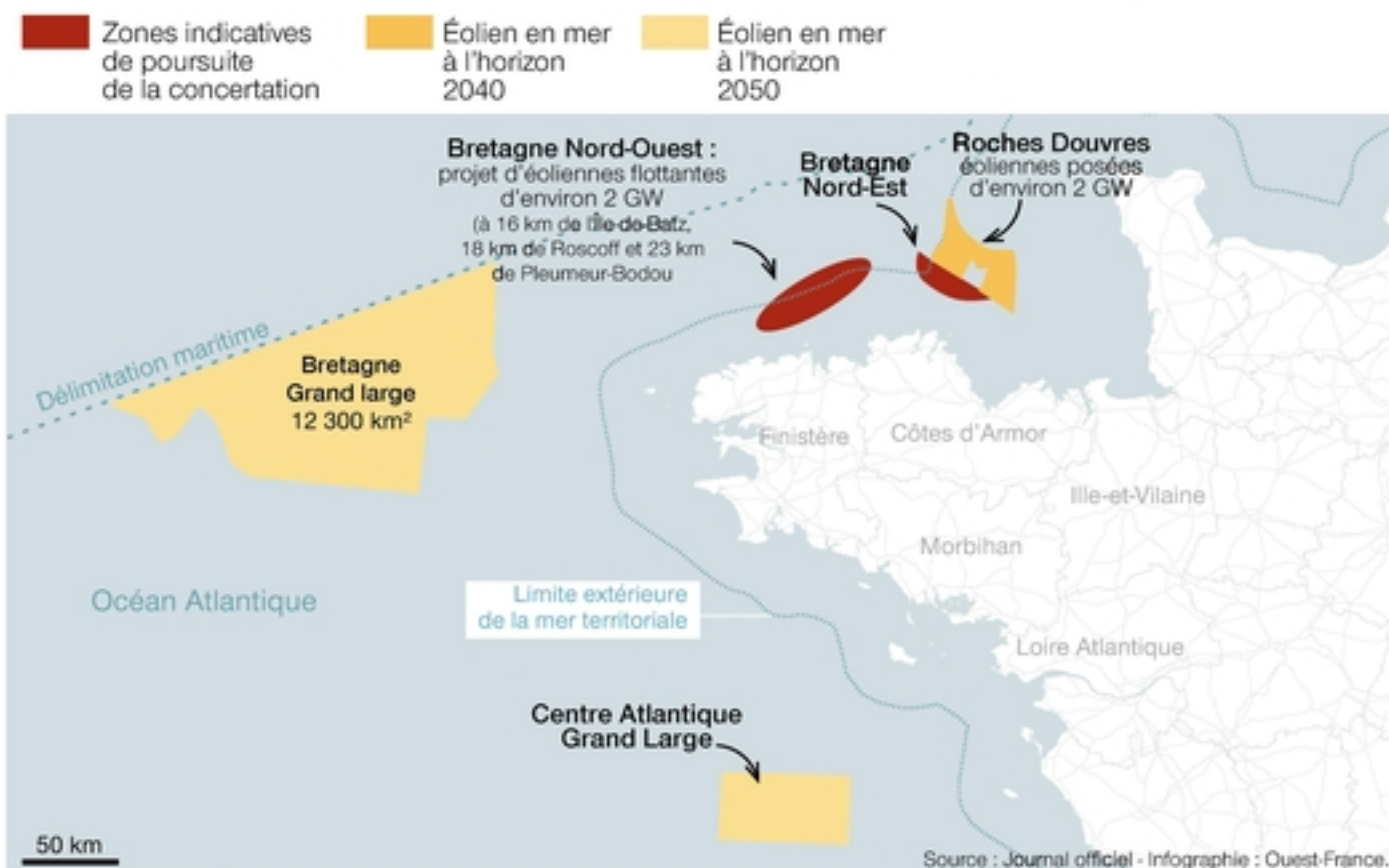 Zones indicatives
de poursuite
de la concertation
Éolien en mer
à l'horizon
2040
Éolien en mer
à l'horizon
2050
Bretagne Nord-Ouest :
projet d'éoliennes flottantes
d'environ 2 GW
(à 16 km de l'Île-de-Batz,
18 km de Roscoff et 23 km
de Pleumeur-Bodou
Bretagne
Nord-Est
Roches Douvres
éoliennes posées
d'environ 2 GW
Délimitation maritime
Bretagne
Grand large
12 300 km²
Finistère
Côtes d'Armor
Ille-et-Vilaine
Morbihan
Océan Atlantique
Limite extérieure
de la mer territoriale
Loire Atlantique
Centre Atlantique
Grand Large
50 km
Source : Journal officiel - Infographie : Ouest-France.